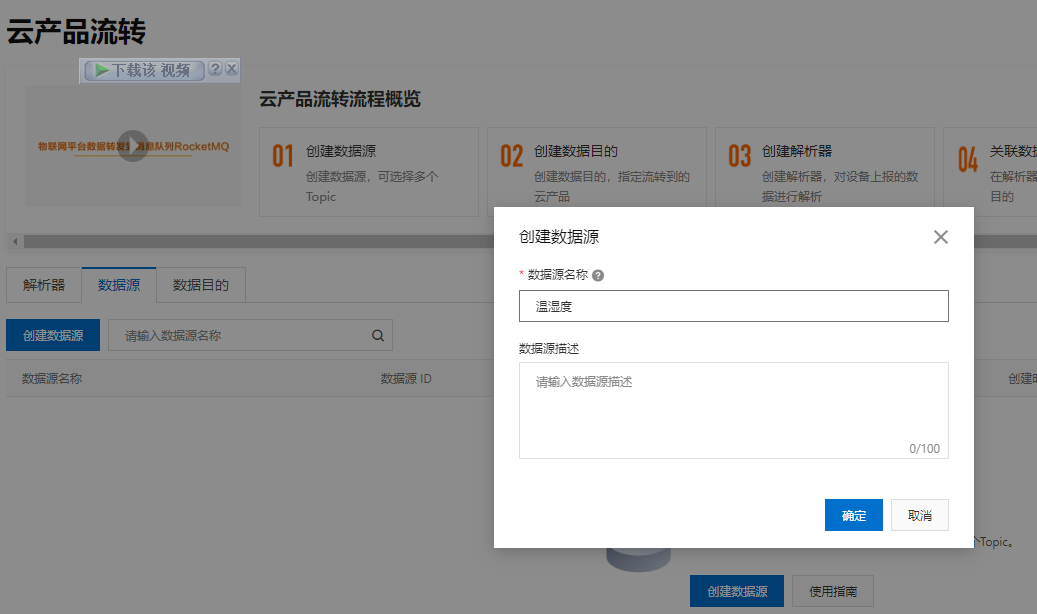 云产品流转
下载该 视频
云产品流转流程概览
物联网平台数据转发到消息队列RocketMQ
01 创建数据源
创建数据源，可选择多个
Topic
02 创建数据目的
创建数据目的，指定流转到的
云产品
03 创建解析器
创建解析器，对设备上报的数
据进行解析
04 关联数据
在解析器
目的
解析器
数据源
数据目的
创建数据源
请输入数据源名称
数据源名称
数据源 ID
创建时
创建数据源
* 数据源名称
温湿度
数据源描述
请输入数据源描述
0/100
确定
取消
个Topic。
创建数据源
使用指南